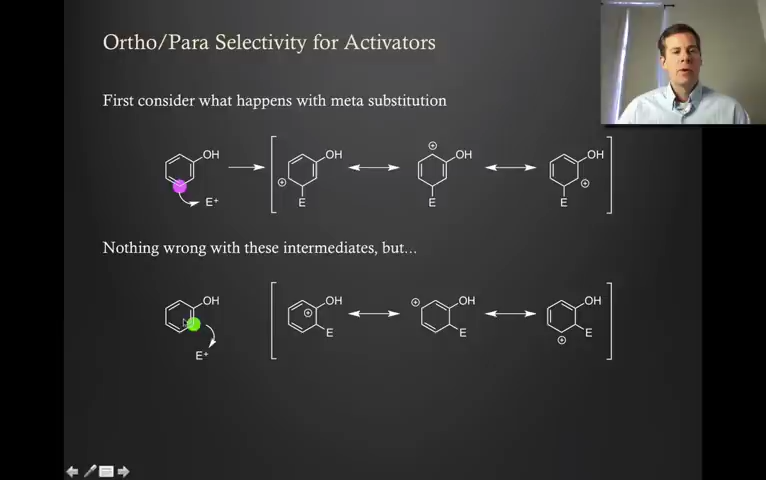 Ortho/Para Selectivity for Activators
First consider what happens with meta substitution
OH OH OH OH
E⁺ E E E
Nothing wrong with these intermediates, but...
OH OH OH OH
E⁺ E E E